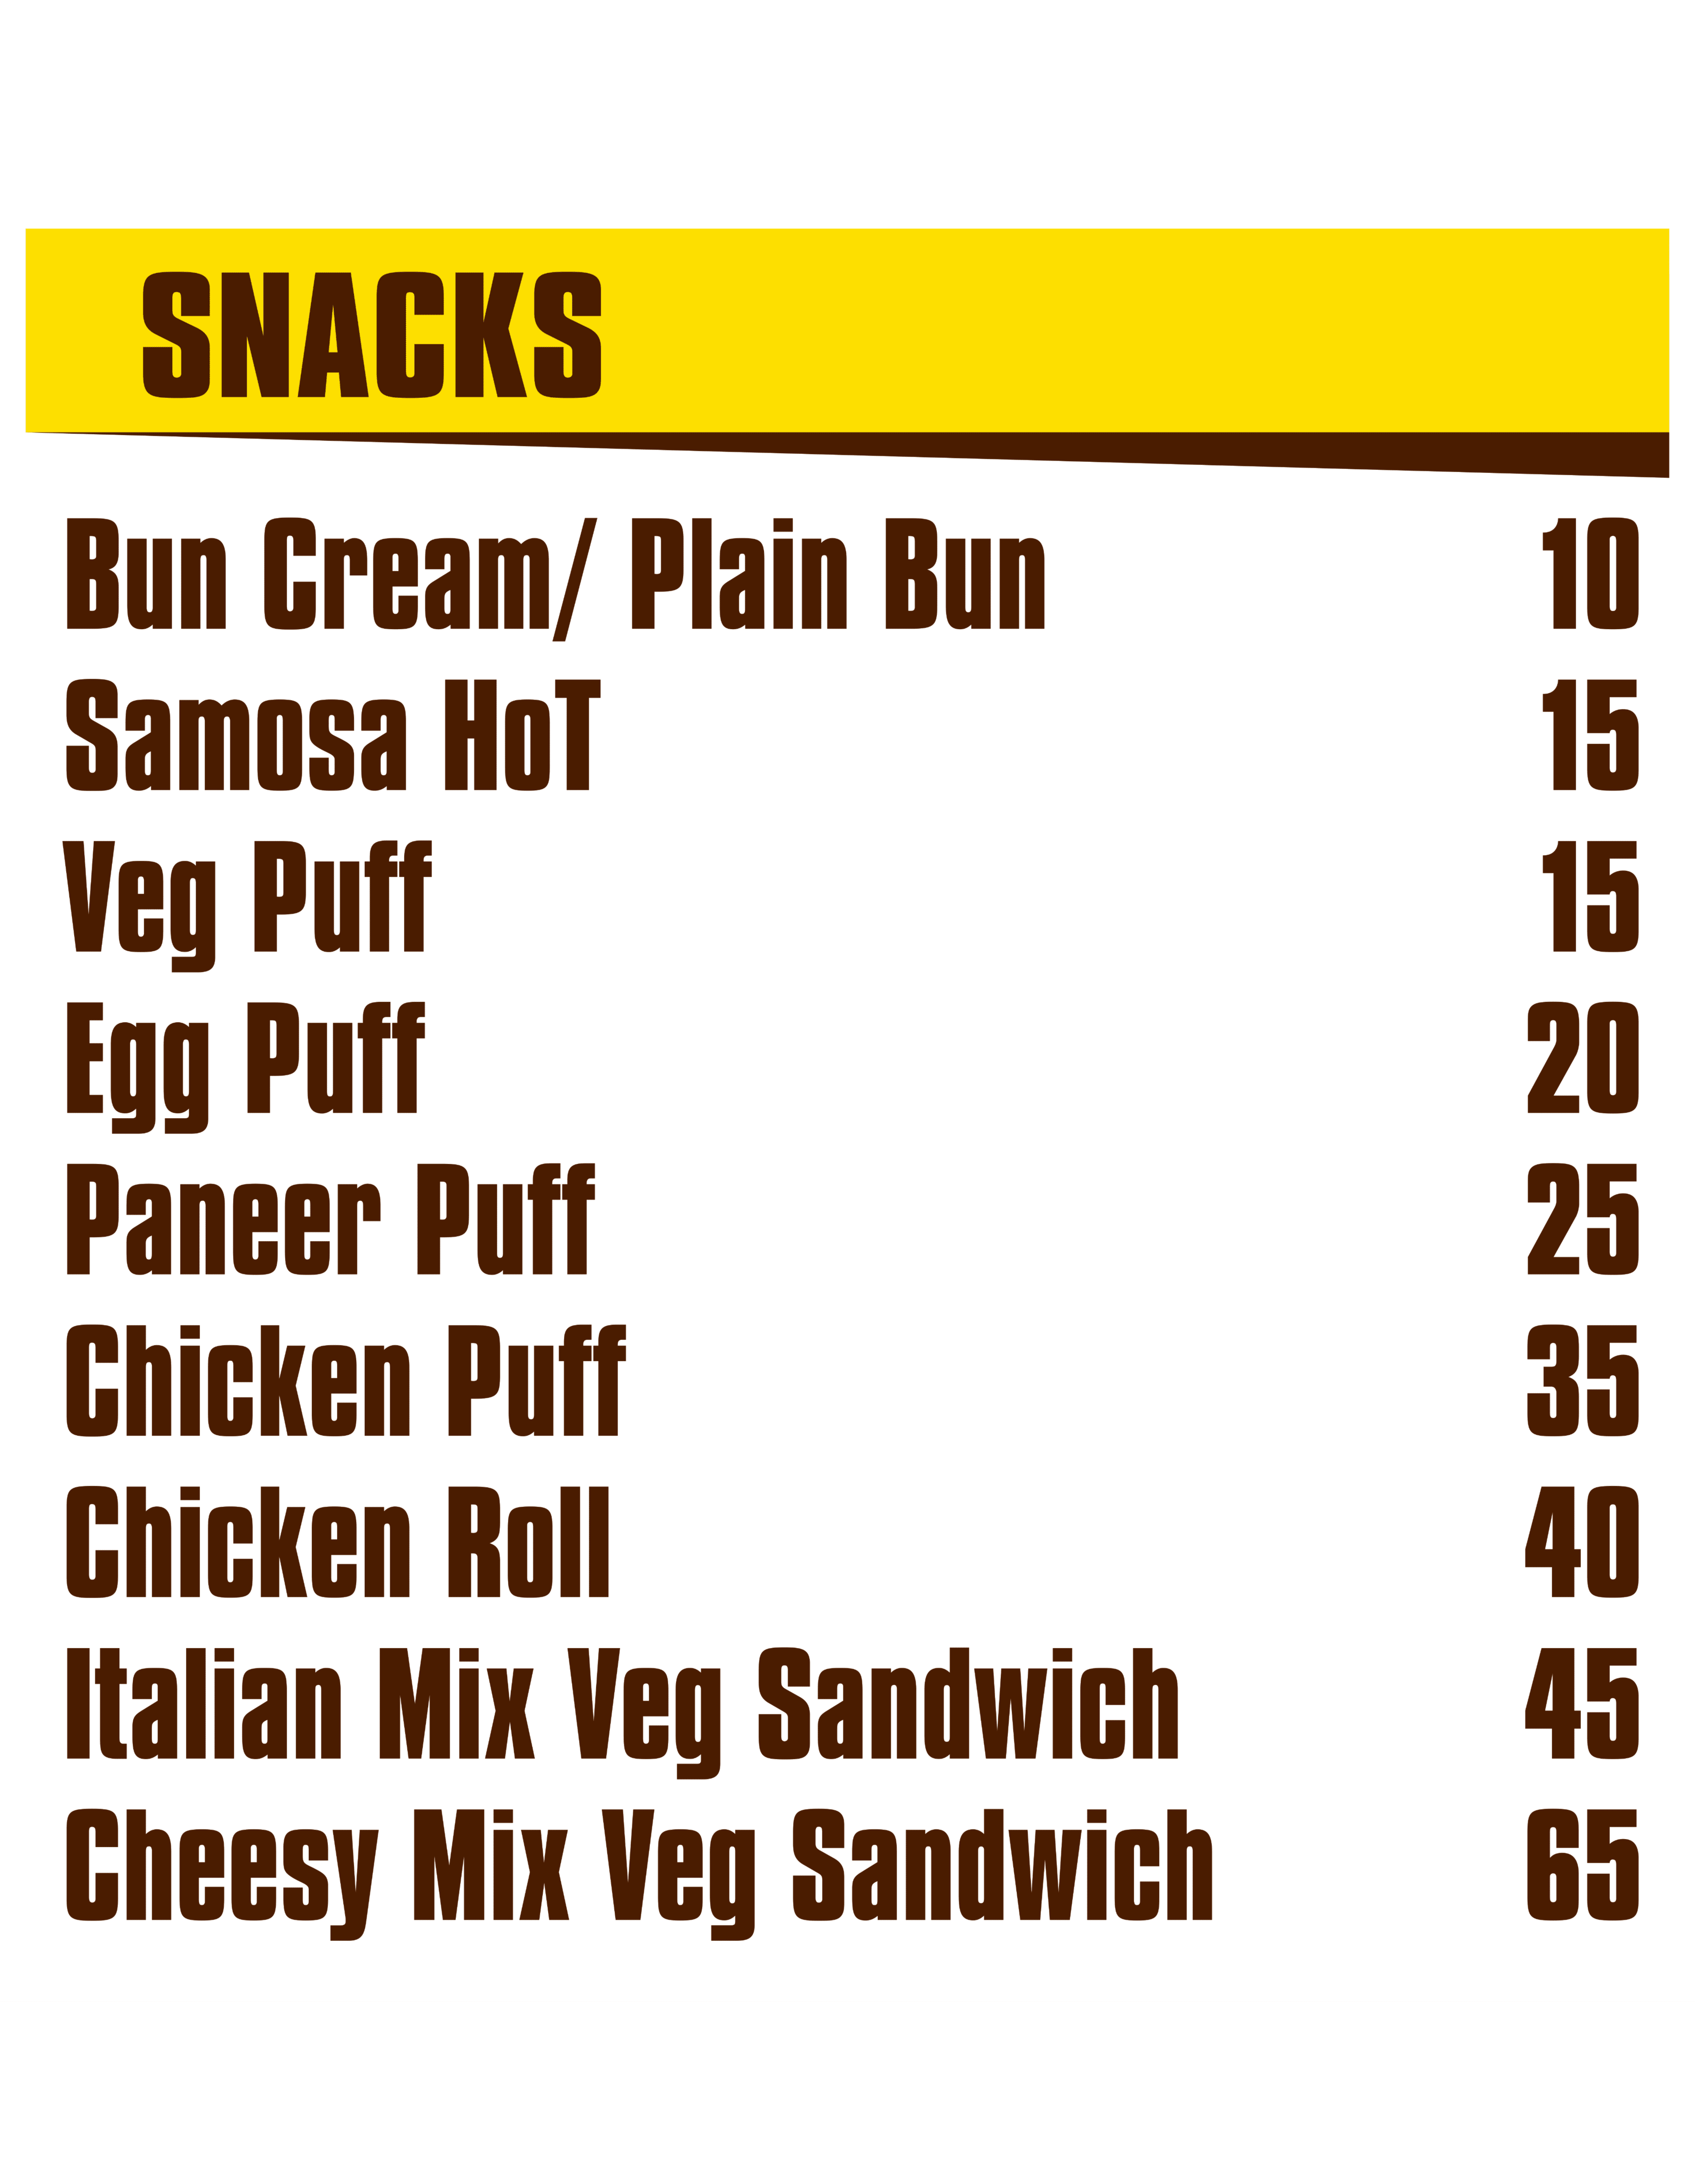 SNACKS
Bun Cream/ Plain Bun 10
Samosa HoT 15
Veg Puff 15
Egg Puff 20
Paneer Puff 25
Chicken Puff 35
Chicken Roll 40
Italian Mix Veg Sandwich 45
Cheesy Mix Veg Sandwich 65